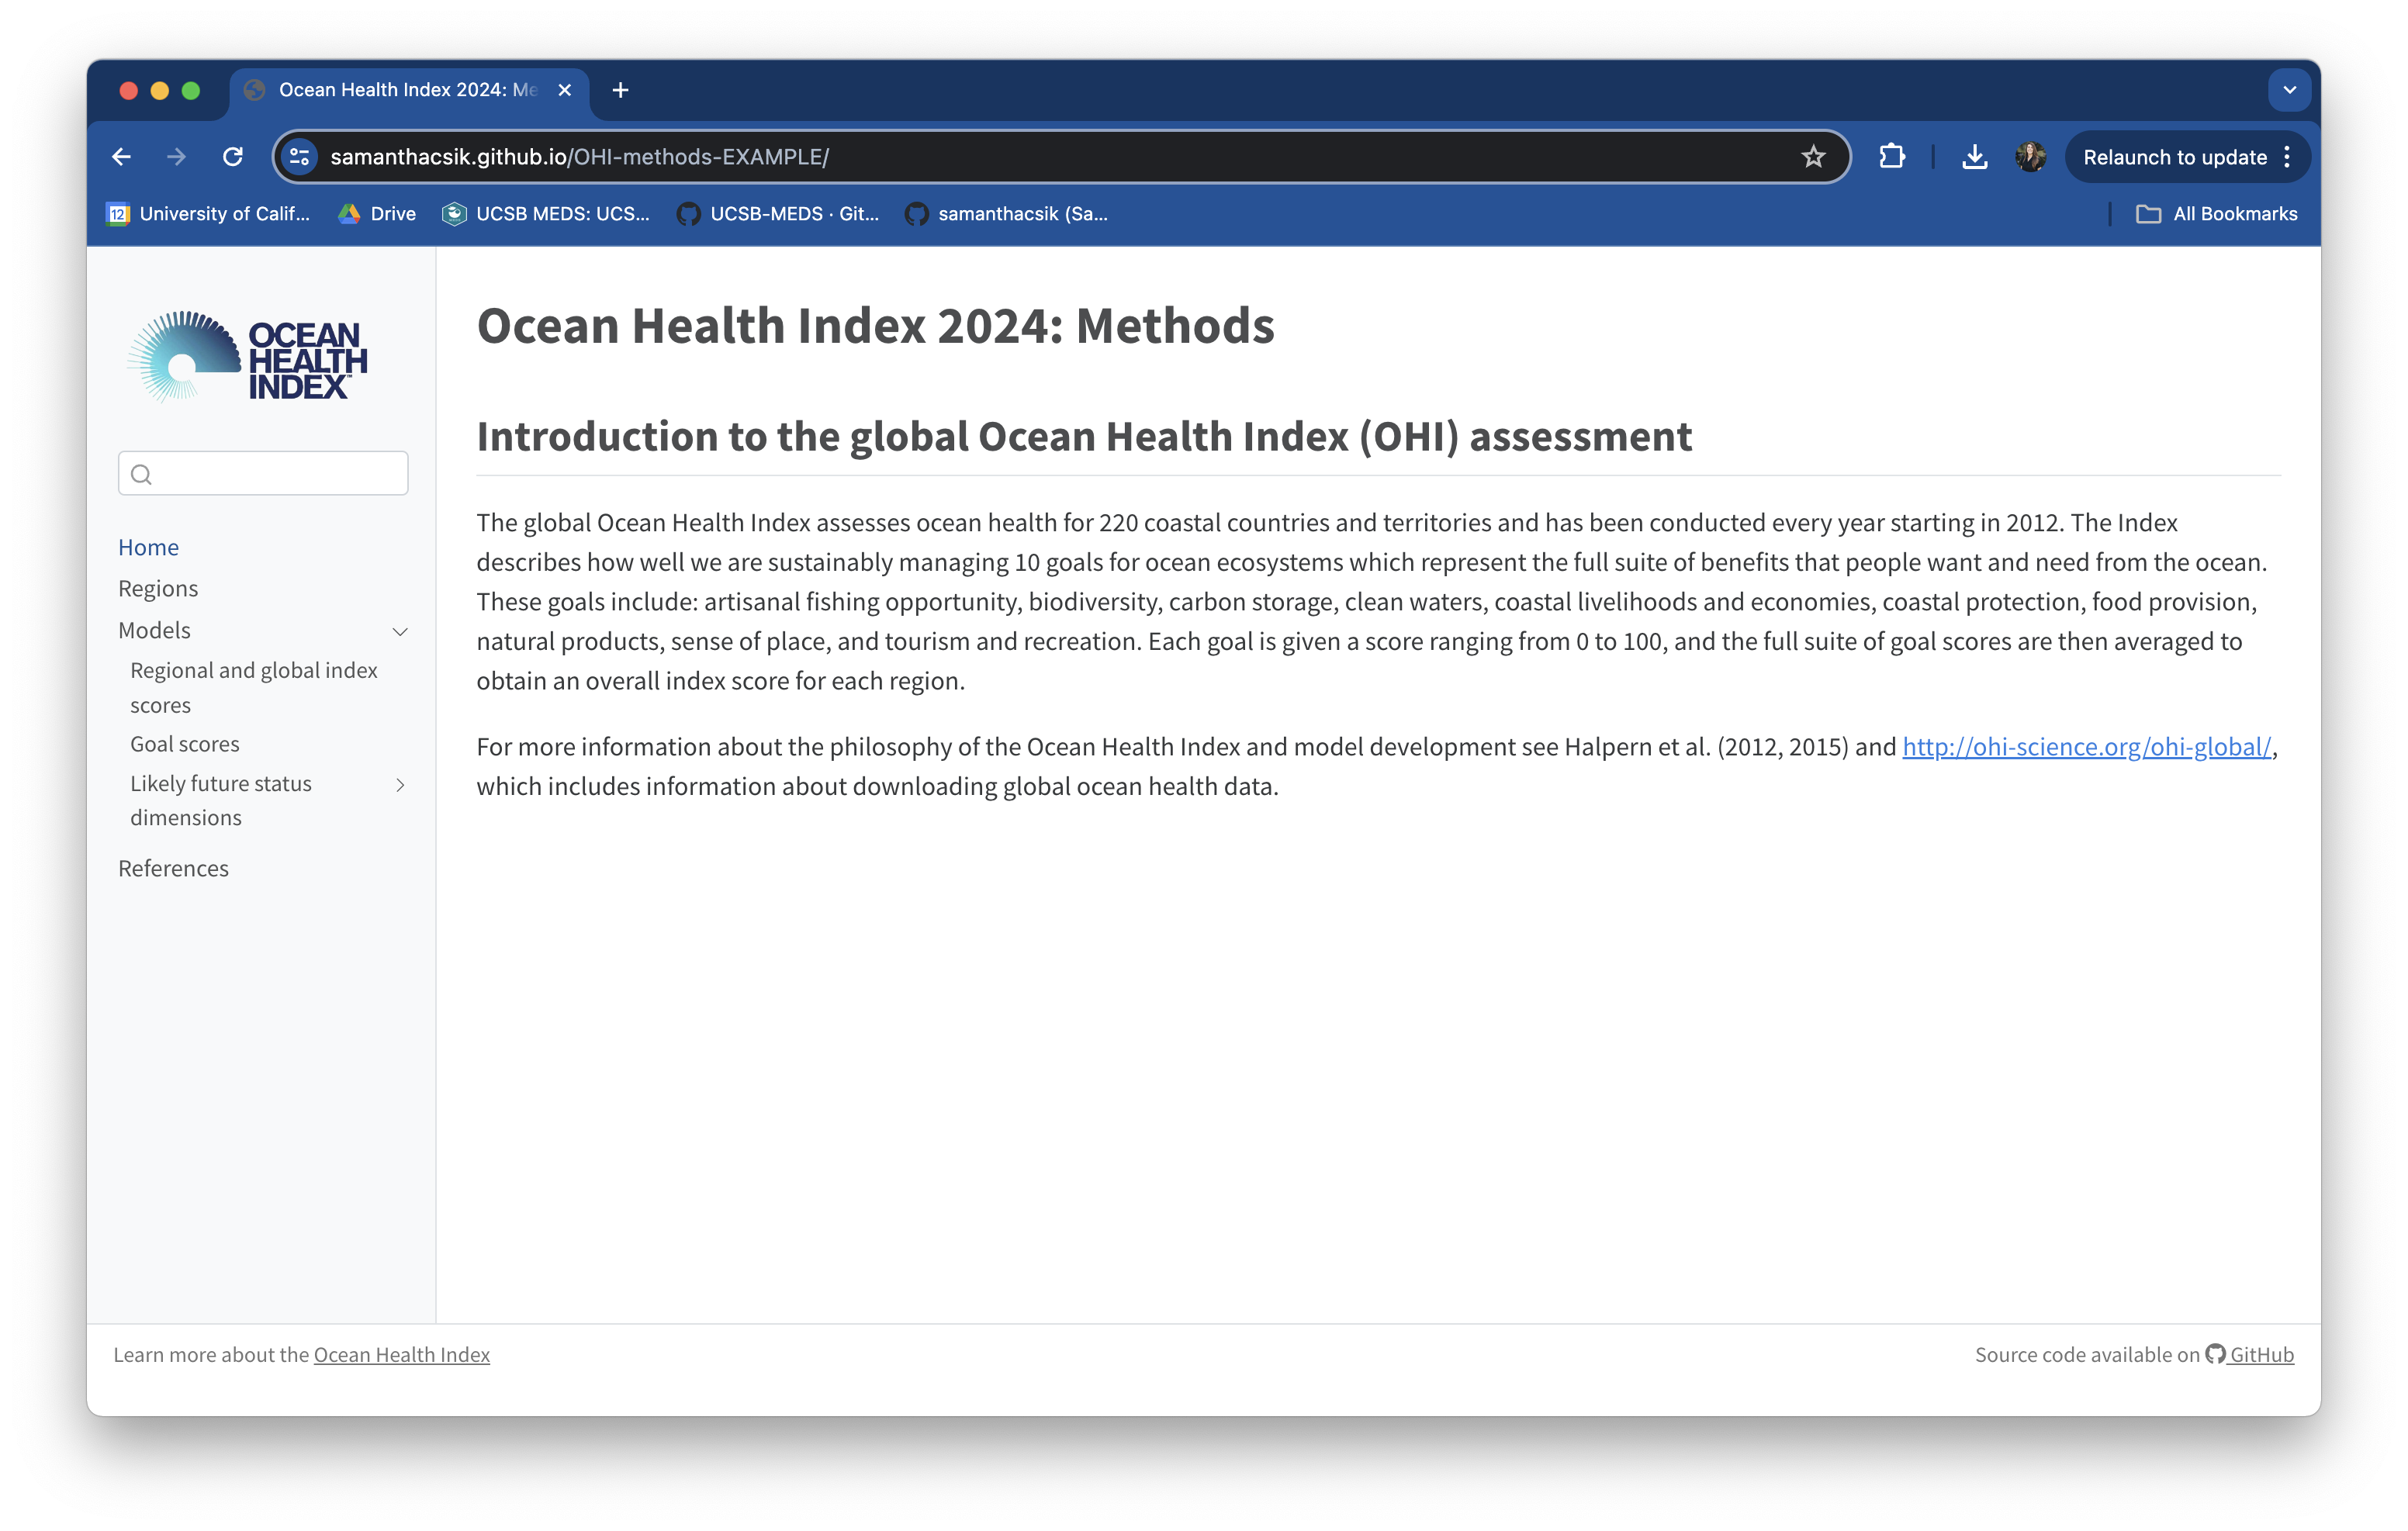 Ocean Health Index 2024: Me
samanthacsik.github.io/OHI-methods-EXAMPLE/
Relaunch to update
12
University of Calif...
Drive
UCSB MEDS: UCS...
UCSB-MEDS · Git...
samanthacsik (Sa...
All Bookmarks
OCEAN
HEALTH
INDEX™
Home
Regions
Models
Regional and global index
scores
Goal scores
Likely future status
dimensions
References
Ocean Health Index 2024: Methods
Introduction to the global Ocean Health Index (OHI) assessment
The global Ocean Health Index assesses ocean health for 220 coastal countries and territories and has been conducted every year starting in 2012. The Index
describes how well we are sustainably managing 10 goals for ocean ecosystems which represent the full suite of benefits that people want and need from the ocean.
These goals include: artisanal fishing opportunity, biodiversity, carbon storage, clean waters, coastal livelihoods and economies, coastal protection, food provision,
natural products, sense of place, and tourism and recreation. Each goal is given a score ranging from 0 to 100, and the full suite of goal scores are then averaged to
obtain an overall index score for each region.
For more information about the philosophy of the Ocean Health Index and model development see Halpern et al. (2012, 2015) and http://ohi-science.org/ohi-global/,
which includes information about downloading global ocean health data.
Learn more about the Ocean Health Index
Source code available on GitHub